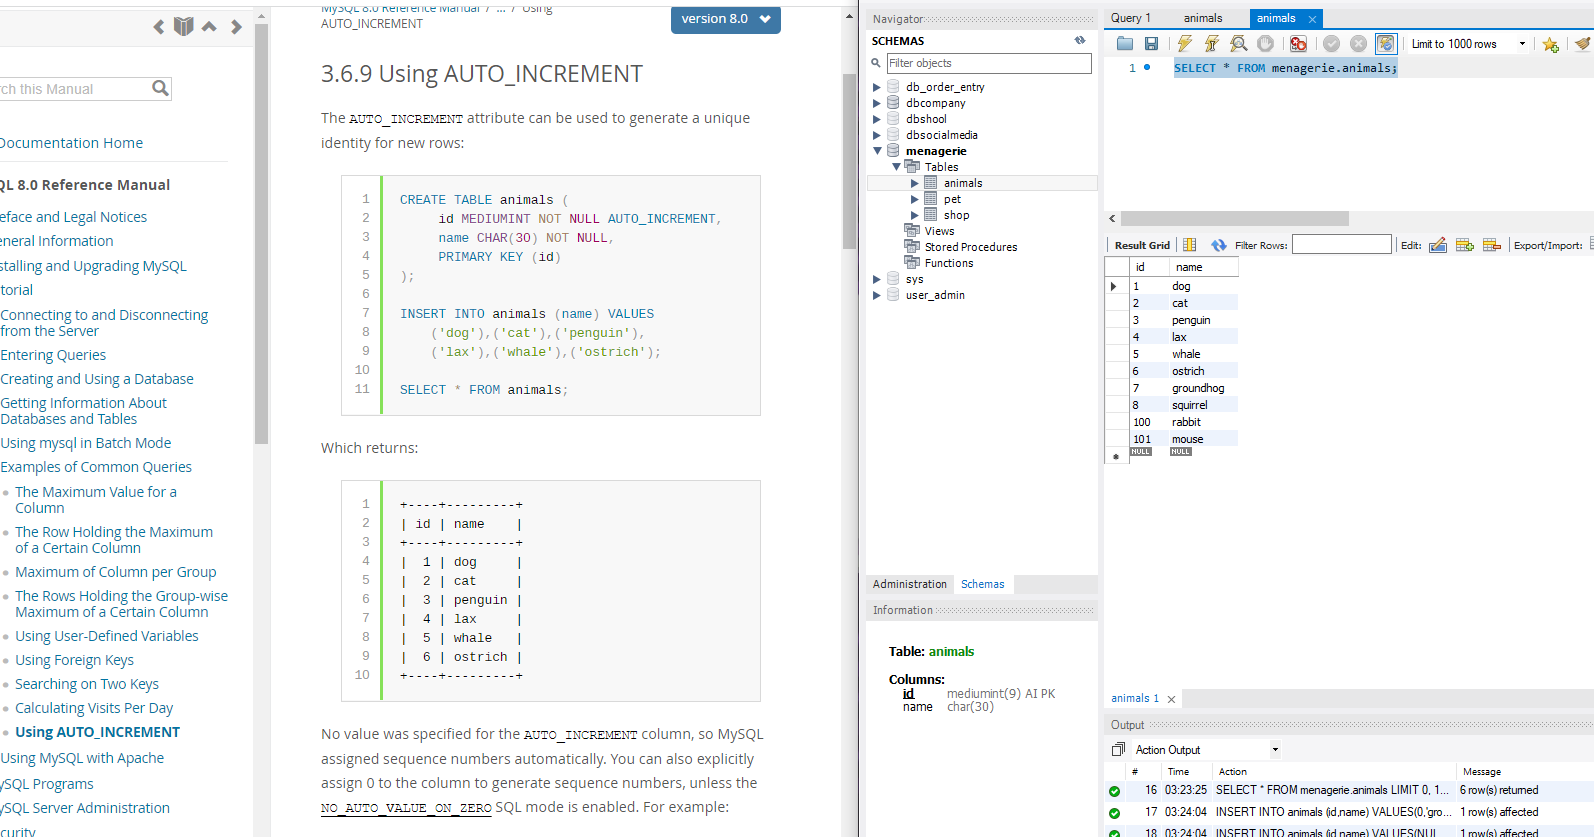 MySQL 8.0 Reference Manual / ... / Using
AUTO_INCREMENT
version 8.0
rch this Manual
Documentation Home
QL 8.0 Reference Manual
eface and Legal Notices
eneral Information
stalling and Upgrading MySQL
torial
Connecting to and Disconnecting
from the Server
Entering Queries
Creating and Using a Database
Getting Information About
Databases and Tables
Using mysql in Batch Mode
Examples of Common Queries
The Maximum Value for a
Column
The Row Holding the Maximum
of a Certain Column
Maximum of Column per Group
The Rows Holding the Group-wise
Maximum of a Certain Column
Using User-Defined Variables
Using Foreign Keys
Searching on Two Keys
Calculating Visits Per Day
Using AUTO_INCREMENT
Using MySQL with Apache
ySQL Programs
ySQL Server Administration
curity
3.6.9 Using AUTO_INCREMENT
The AUTO_INCREMENT attribute can be used to generate a unique
identity for new rows:
1 CREATE TABLE animals (
2 id MEDIUMINT NOT NULL AUTO_INCREMENT,
3 name CHAR(30) NOT NULL,
4 PRIMARY KEY (id)
5 );
6
7 INSERT INTO animals (name) VALUES
8 ('dog'),('cat'),('penguin'),
9 ('lax'),('whale'),('ostrich');
10
11 SELECT * FROM animals;
Which returns:
1 +----+---------+
2 | id | name    |
3 +----+---------+
4 |  1 | dog     |
5 |  2 | cat     |
6 |  3 | penguin |
7 |  4 | lax     |
8 |  5 | whale   |
9 |  6 | ostrich |
10 +----+---------+
No value was specified for the AUTO_INCREMENT column, so MySQL
assigned sequence numbers automatically. You can also explicitly
assign 0 to the column to generate sequence numbers, unless the
NO_AUTO_VALUE_ON_ZERO SQL mode is enabled. For example:
Navigator
SCHEMAS
Filter objects
db_order_entry
dbcompany
dbshool
dbsocialmedia
menagerie
Tables
animals
pet
shop
Views
Stored Procedures
Functions
sys
user_admin
Administration Schemas
Information
Table: animals
Columns:
id mediumint(9) AI PK
name char(30)
Query 1 animals animals
Limit to 1000 rows
1 SELECT * FROM menagerie.animals;
Result Grid Filter Rows: Edit: Export/Import:
id name
1 dog
2 cat
3 penguin
4 lax
5 whale
6 ostrich
7 groundhog
8 squirrel
100 rabbit
101 mouse
NULL NULL
animals 1
Output
Action Output
# Time Action Message
16 03:23:25 SELECT * FROM menagerie.animals LIMIT 0, 1... 6 row(s) returned
17 03:24:04 INSERT INTO animals (id,name) VALUES(0,'gro... 1 row(s) affected
18 03:24:04 INSERT INTO animals (id,name) VALUES(NUL... 1 row(s) affected